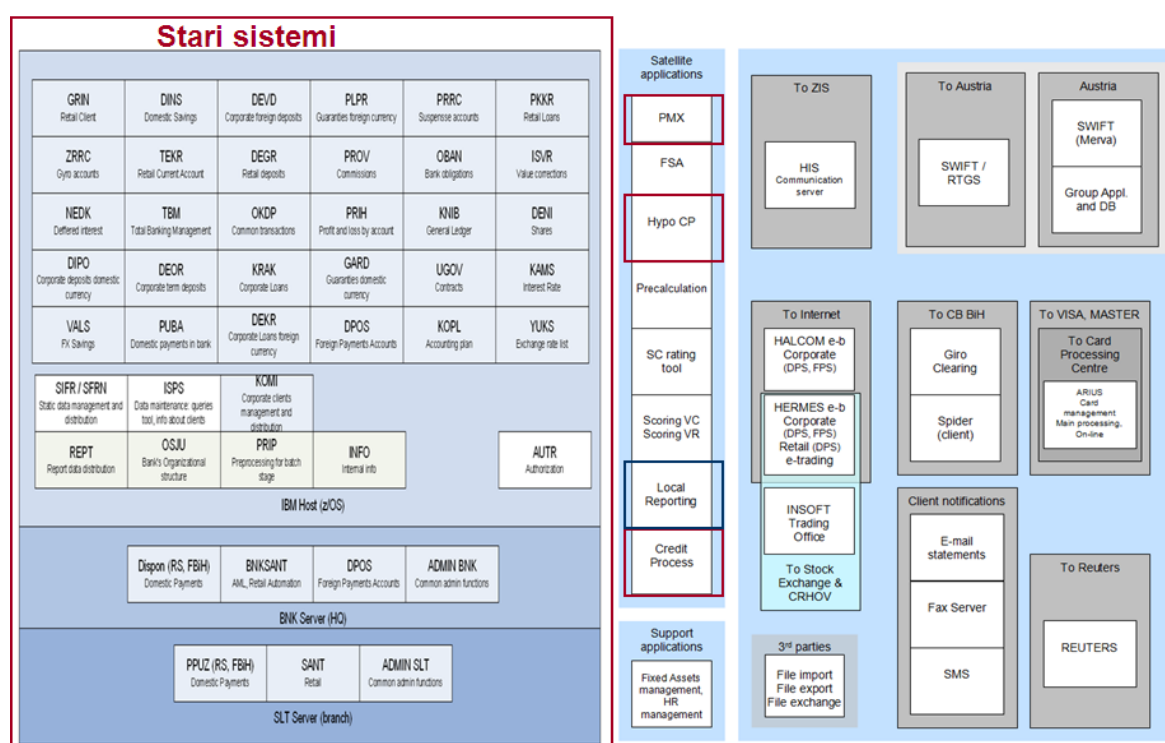 Stari sistemi
GRIN
Retail Client
DINS
Domestic Savings
DEVD
Corporate foreign deposits
PLPR
Guaranties foreign currency
PRRC
Suspensse accounts
PKKR
Retail Loans
ZRRC
Gyro accounts
TEKR
Retail Current Account
DEGR
Retail deposits
PROV
Commissions
OBAN
Bank obligations
ISVR
Value corrections
NEDK
Deffered interest
TBM
Total Banking Management
OKDP
Common transactions
PRIH
Profit and loss by account
KNIB
General Ledger
DENI
Shares
DIPO
Corporate deposits domestic
currency
DEOR
Corporate term deposits
KRAK
Corporate Loans
GARD
Guaranties domestic
currency
UGOV
Contracts
KAMS
Interest Rate
VALS
FX Savings
PUBA
Domestic payments in bank
DEKR
Corporate Loans foreign
currency
DPOS
Foreign Payments Accounts
KOPL
Accounting plan
YUKS
Exchange rate list
SIFR / SFRN
Static data management and
distribution
ISPS
Data maintenance: queries
tool, info about clients
KOMI
Corporate clients
management and
distribution
REPT
Report data distribution
OSJU
Bank's Organizational
structure
PRIP
Preprocessing for batch
stage
INFO
Internal info
AUTR
Authorization
IBM Host (z/OS)
Dispon (RS, FBiH)
Domestic Payments
BNKSANT
AML, Retail Automation
DPOS
Foreign Payments Accounts
ADMIN BNK
Common admin functions
BNK Server (HQ)
PPUZ (RS, FBiH)
Domestic Payments
SANT
Retail
ADMIN SLT
Common admin functions
SLT Server (branch)
Satellite
applications
PMX
FSA
Hypo CP
Precalculation
SC rating
tool
Scoring VC
Scoring VR
Local
Reporting
Credit
Process
Support
applications
Fixed Assets
management,
HR
management
To ZIS
HIS
Communication
server
To Austria
SWIFT /
RTGS
Austria
SWIFT
(Merva)
Group Appl.
and DB
To Internet
HALCOM e-b
Corporate
(DPS, FPS)
HERMES e-b
Corporate
(DPS, FPS)
Retail (DPS)
e-trading
INSOFT
Trading
Office
To Stock
Exchange &
CRHOV
3rd parties
File import
File export
File exchange
To CB BiH
Giro
Clearing
Spider
(client)
To VISA, MASTER
To Card
Processing
Centre
ARIUS
Card
management
Main processing,
On-line
Client notifications
E-mail
statements
Fax Server
SMS
To Reuters
REUTERS